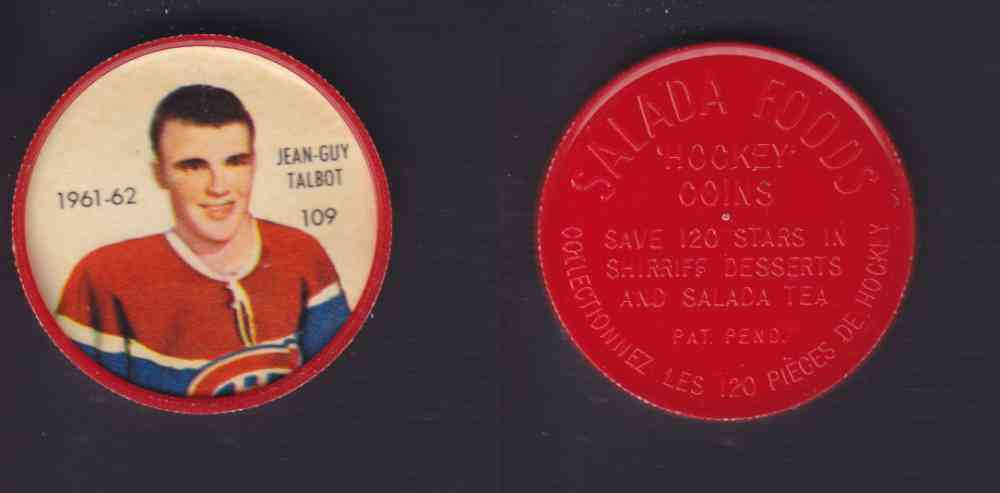 1961-62
JEAN-GUY
TALBOT
109
SALADA FOODS
'HOCKEY'
COINS
SAVE 120 STARS IN
SHIRRIFF DESSERTS
AND SALADA TEA
PAT. PEND.
COLLECTIONNEZ LES 120 PIÈCES DE HOCKEY